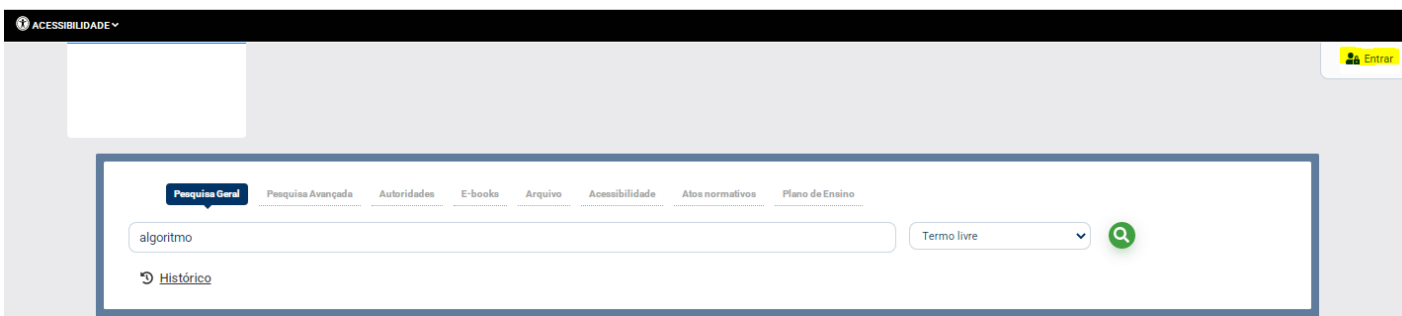 ACESSIBILIDADE
Entrar
Pesquisa Geral Pesquisa Avançada Autoridades E-books Arquivo Acessibilidade Atos normativos Plano de Ensino
algoritmo Termo livre
Histórico